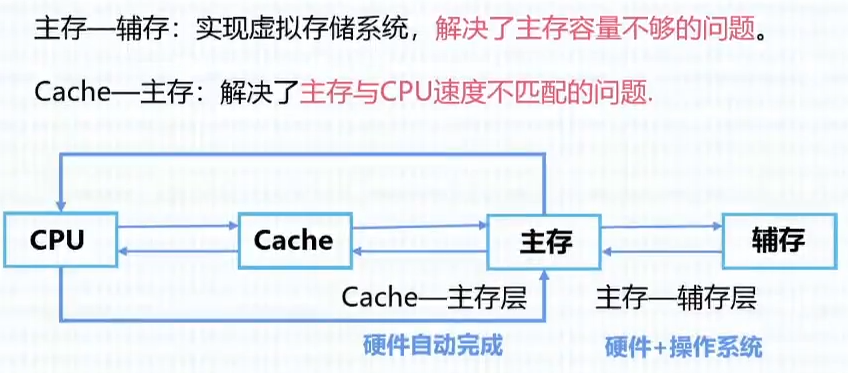 主存—辅存：实现虚拟存储系统，解决了主存容量不够的问题。
Cache—主存：解决了主存与CPU速度不匹配的问题.
CPU
Cache
主存
辅存
Cache—主存层
主存—辅存层
硬件自动完成
硬件+操作系统